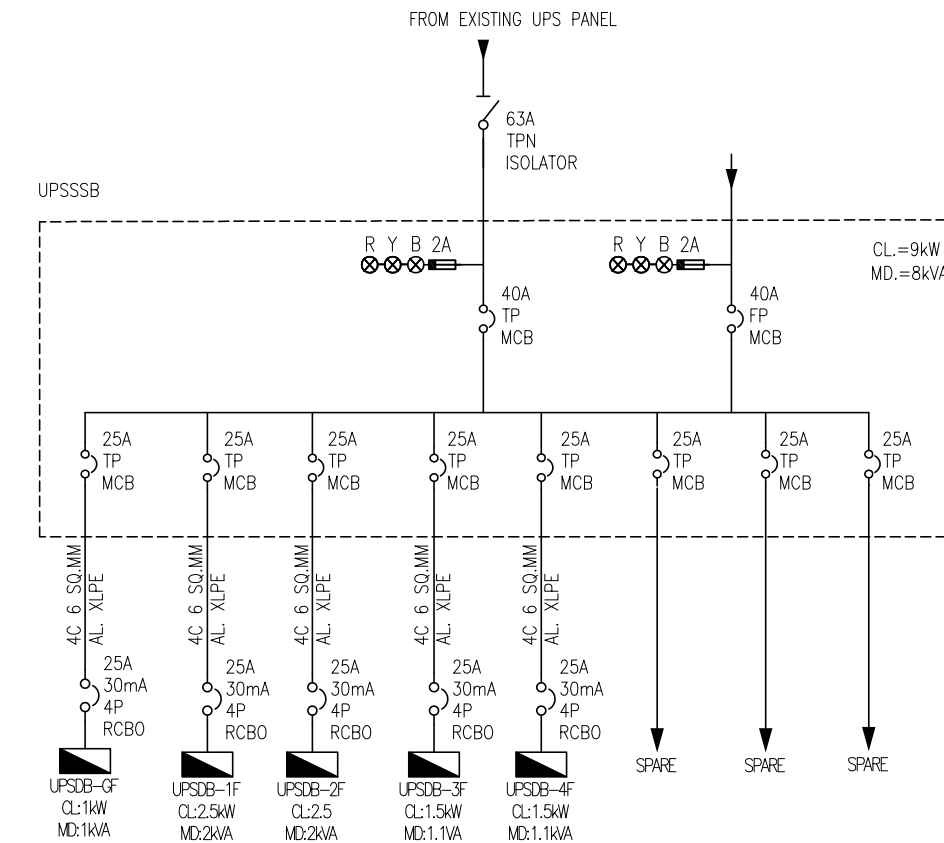 FROM EXISTING UPS PANEL
63A
TPN
ISOLATOR
UPSSSB
R Y B 2A
R Y B 2A
CL.=9kW
MD.=8kVA
40A
TP
MCB
40A
FP
MCB
25A
TP
MCB
25A
TP
MCB
25A
TP
MCB
25A
TP
MCB
25A
TP
MCB
25A
TP
MCB
25A
TP
MCB
25A
TP
MCB
4C 6 SQ.MM
AL. XLPE
4C 6 SQ.MM
AL. XLPE
4C 6 SQ.MM
AL. XLPE
4C 6 SQ.MM
AL. XLPE
4C 6 SQ.MM
AL. XLPE
25A
30mA
4P
RCBO
25A
30mA
4P
RCBO
25A
30mA
4P
RCBO
25A
30mA
4P
RCBO
25A
30mA
4P
RCBO
UPSDB-GF
CL:1kW
MD:1kVA
UPSDB-1F
CL:2.5kW
MD:2kVA
UPSDB-2F
CL:2.5
MD:2kVA
UPSDB-3F
CL:1.5kW
MD:1.1VA
UPSDB-4F
CL:1.5kW
MD:1.1kVA
SPARE
SPARE
SPARE